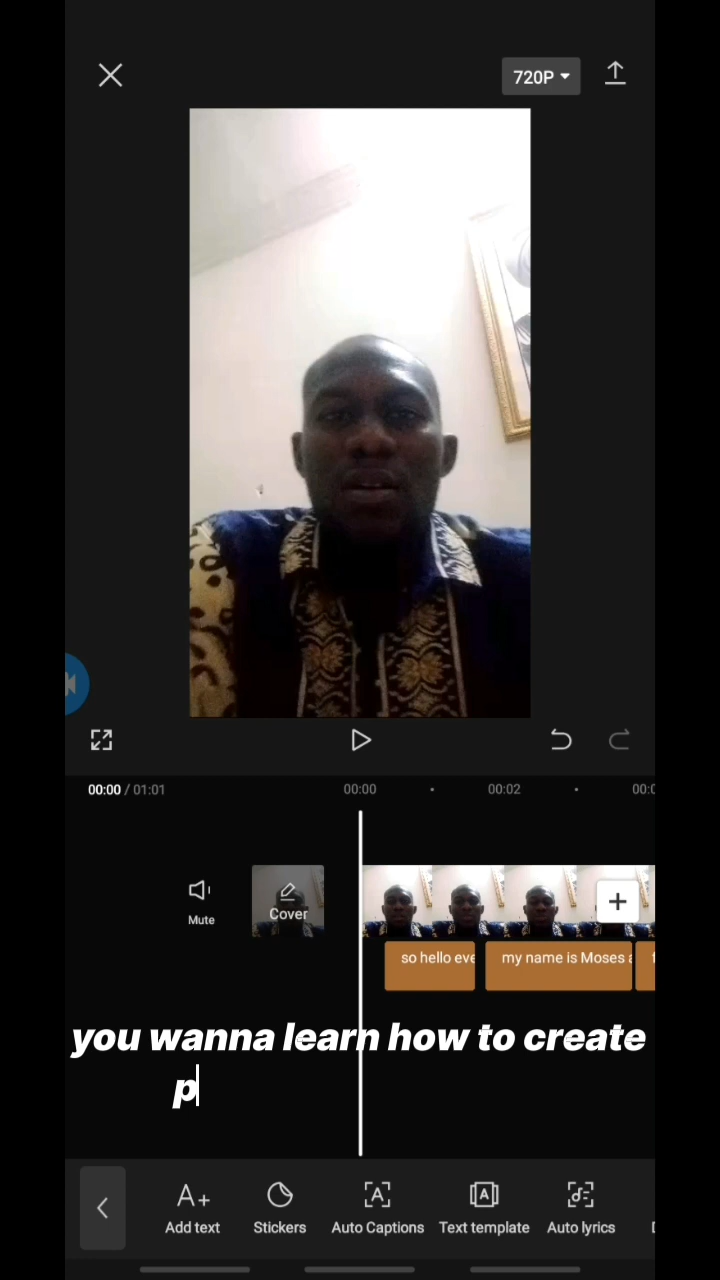 720P
00:00 / 01:01
00:00
00:02
Mute
Cover
so hello eve
my name is Moses
you wanna learn how to create
p
Add text
Stickers
Auto Captions
Text template
Auto lyrics